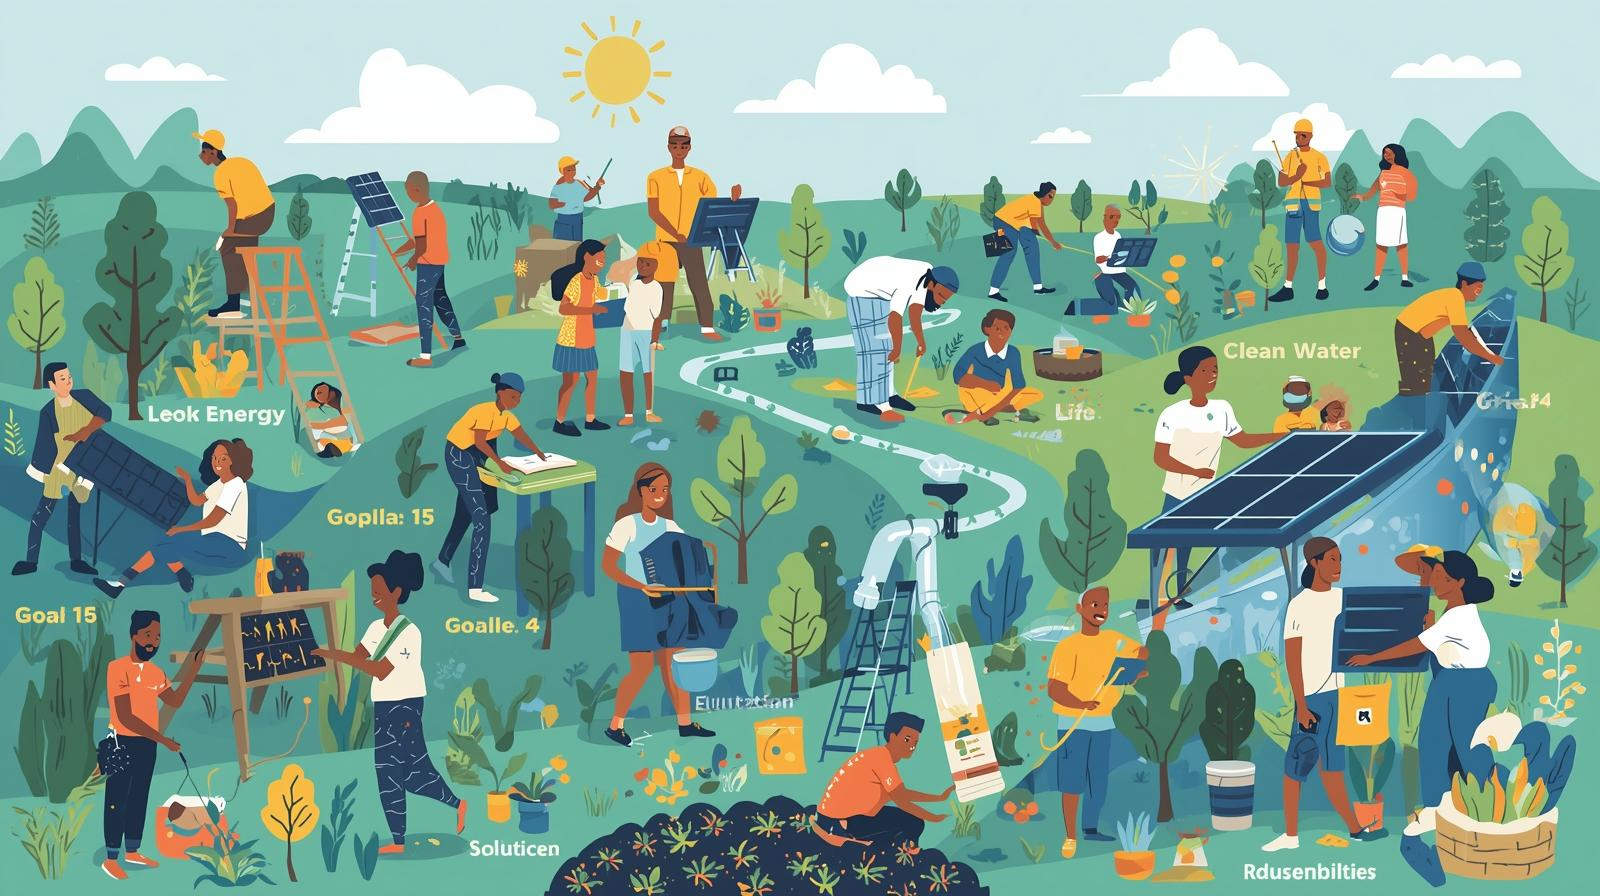 Clean Water
Life.
Leok Energy
Goplla: 15
Goal 15
Goalle. 4
Soluticen
Rdusenbilties